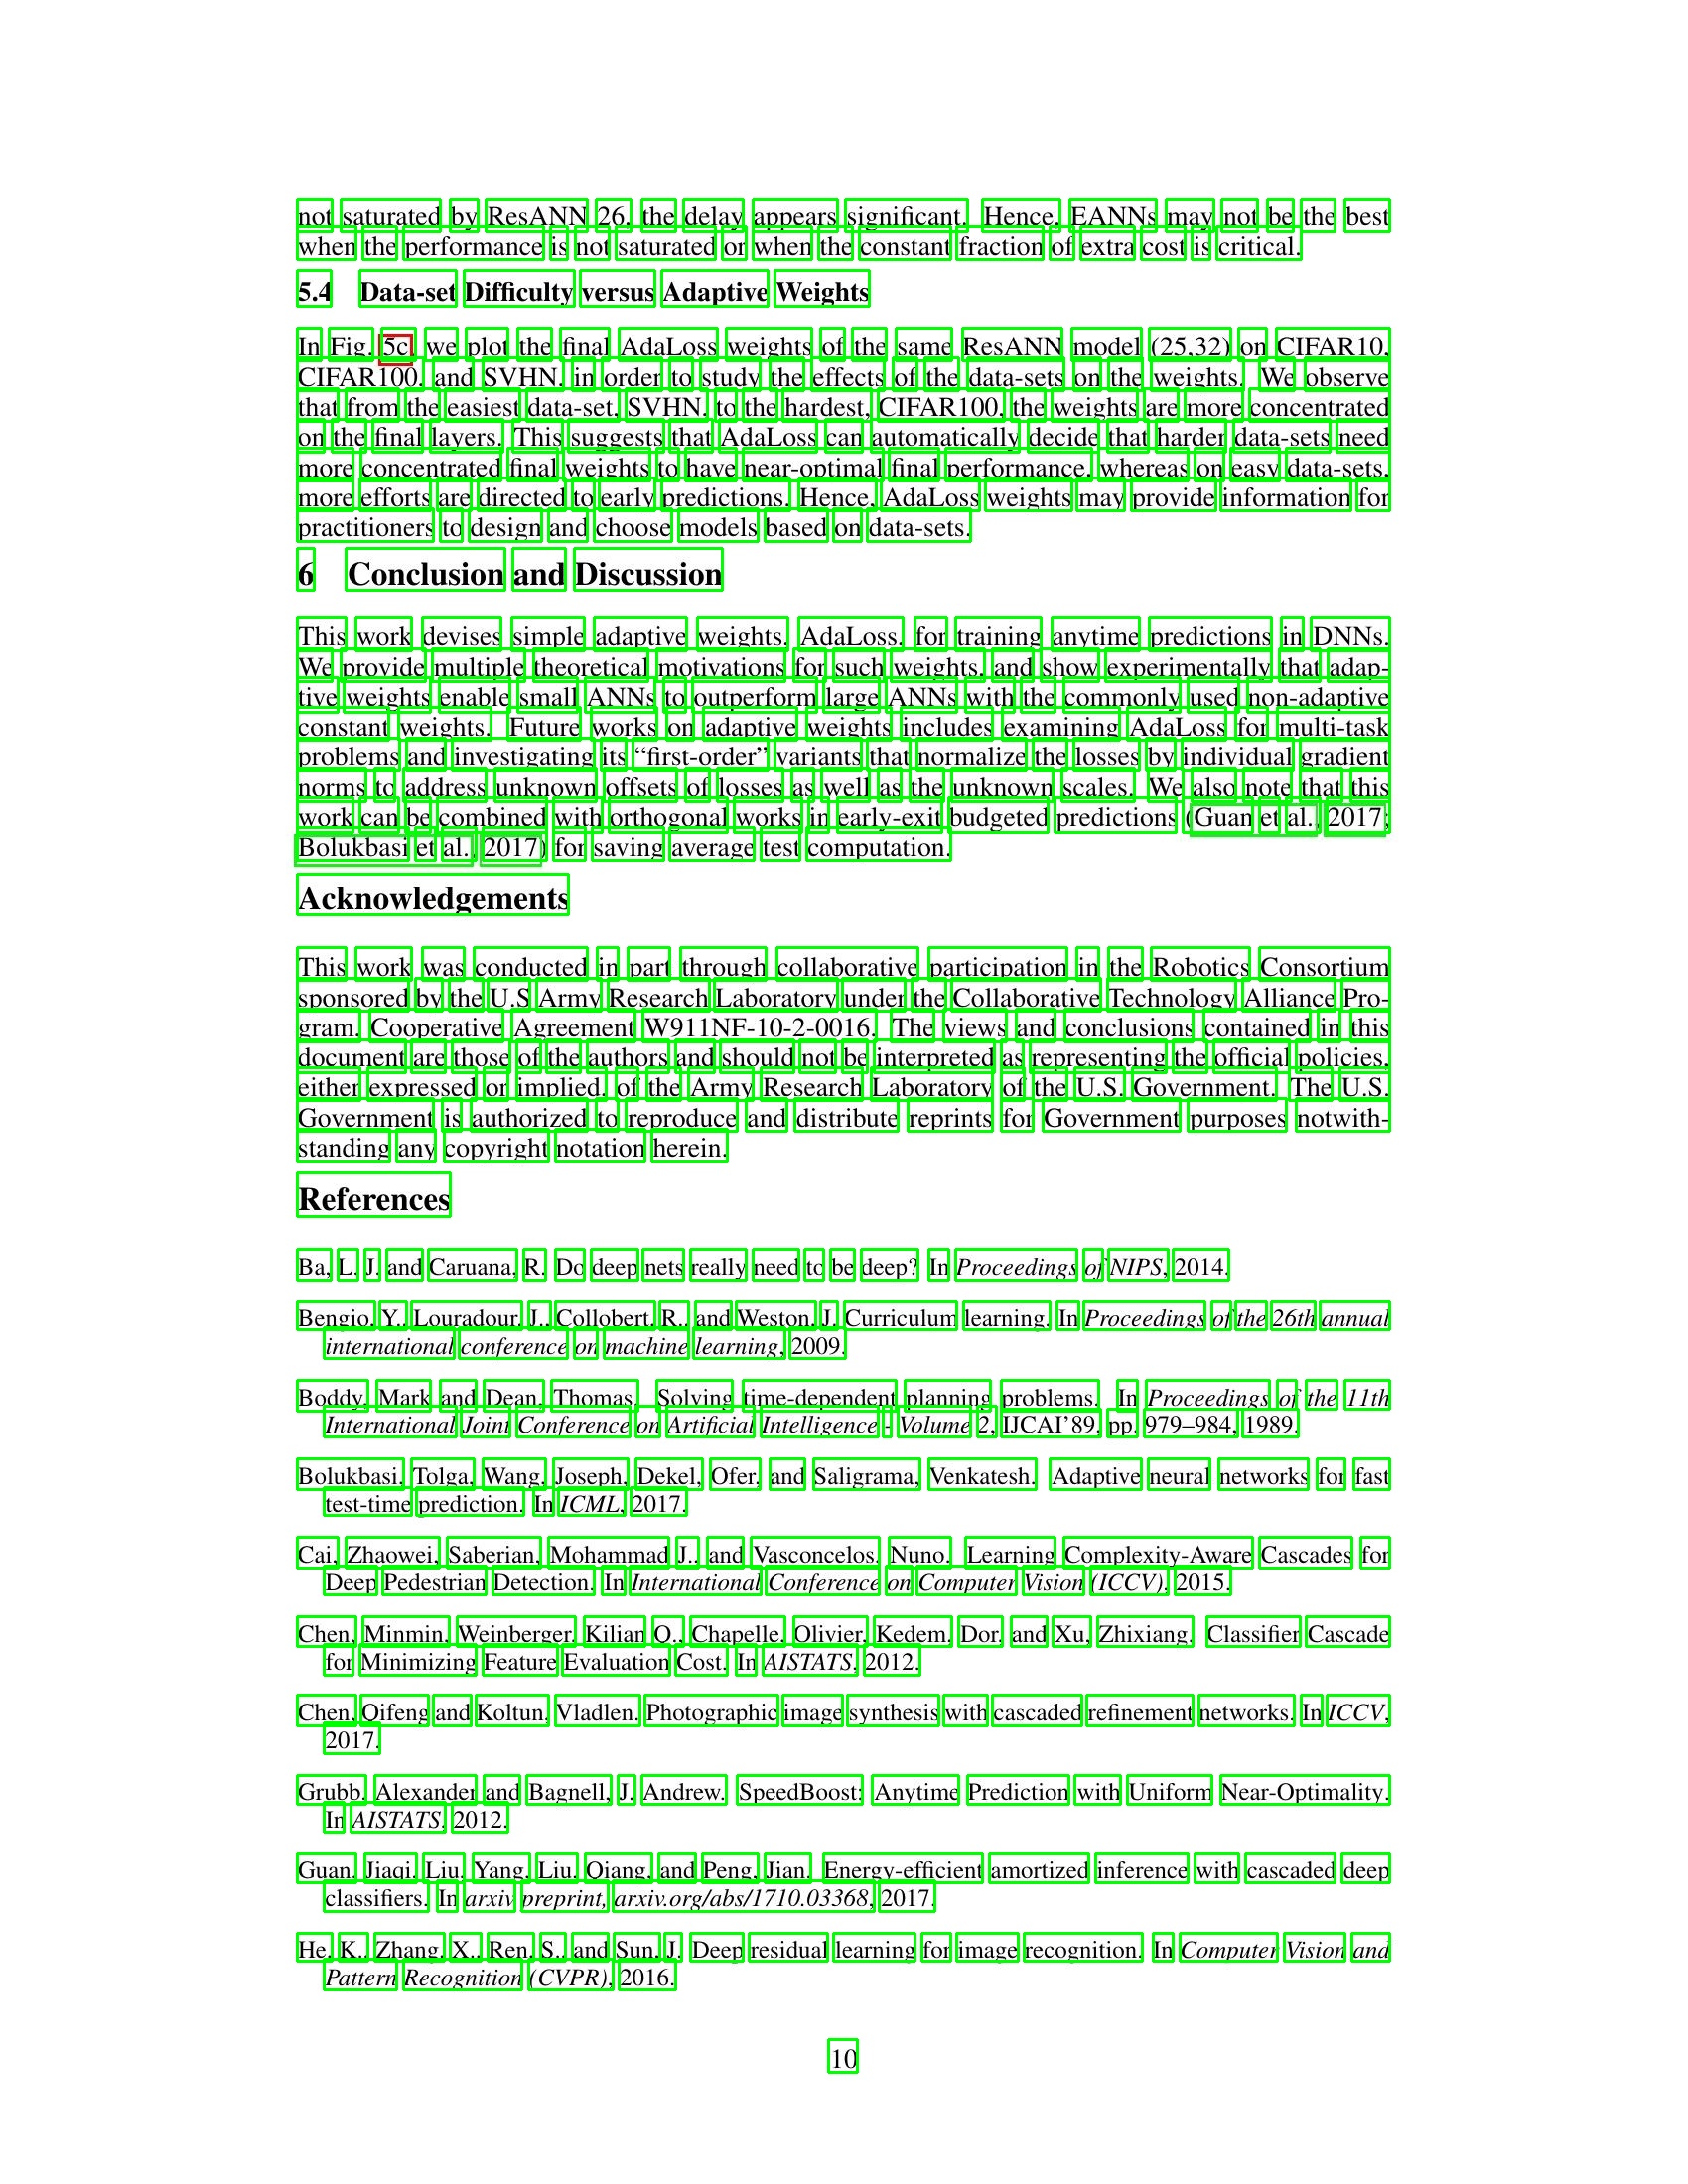 not saturated by ResANN 26, the delay appears significant. Hence, EANNs may not be the best
when the performance is not saturated or when the constant fraction of extra cost is critical.
5.4 Data-set Difficulty versus Adaptive Weights
In Fig. 5c, we plot the final AdaLoss weights of the same ResANN model (25,32) on CIFAR10,
CIFAR100, and SVHN, in order to study the effects of the data-sets on the weights. We observe
that from the easiest data-set, SVHN, to the hardest, CIFAR100, the weights are more concentrated
on the final layers. This suggests that AdaLoss can automatically decide that harder data-sets need
more concentrated final weights to have near-optimal final performance, whereas on easy data-sets,
more efforts are directed to early predictions. Hence, AdaLoss weights may provide information for
practitioners to design and choose models based on data-sets.
6 Conclusion and Discussion
This work devises simple adaptive weights, AdaLoss, for training anytime predictions in DNNs.
We provide multiple theoretical motivations for such weights, and show experimentally that adap-
tive weights enable small ANNs to outperform large ANNs with the commonly used non-adaptive
constant weights. Future works on adaptive weights includes examining AdaLoss for multi-task
problems and investigating its “first-order” variants that normalize the losses by individual gradient
norms to address unknown offsets of losses as well as the unknown scales. We also note that this
work can be combined with orthogonal works in early-exit budgeted predictions (Guan et al., 2017;
Bolukbasi et al., 2017) for saving average test computation.
Acknowledgements
This work was conducted in part through collaborative participation in the Robotics Consortium
sponsored by the U.S Army Research Laboratory under the Collaborative Technology Alliance Pro-
gram, Cooperative Agreement W911NF-10-2-0016. The views and conclusions contained in this
document are those of the authors and should not be interpreted as representing the official policies,
either expressed or implied, of the Army Research Laboratory of the U.S. Government. The U.S.
Government is authorized to reproduce and distribute reprints for Government purposes notwith-
standing any copyright notation herein.
References
Ba, L. J. and Caruana, R. Do deep nets really need to be deep? In Proceedings of NIPS, 2014.
Bengio, Y., Louradour, J., Collobert, R., and Weston, J. Curriculum learning. In Proceedings of the 26th annual
international conference on machine learning, 2009.
Boddy, Mark and Dean, Thomas. Solving time-dependent planning problems. In Proceedings of the 11th
International Joint Conference on Artificial Intelligence - Volume 2, IJCAI’89, pp. 979–984, 1989.
Bolukbasi, Tolga, Wang, Joseph, Dekel, Ofer, and Saligrama, Venkatesh. Adaptive neural networks for fast
test-time prediction. In ICML, 2017.
Cai, Zhaowei, Saberian, Mohammad J., and Vasconcelos, Nuno. Learning Complexity-Aware Cascades for
Deep Pedestrian Detection. In International Conference on Computer Vision (ICCV), 2015.
Chen, Minmin, Weinberger, Kilian Q., Chapelle, Olivier, Kedem, Dor, and Xu, Zhixiang. Classifier Cascade
for Minimizing Feature Evaluation Cost. In AISTATS, 2012.
Chen, Qifeng and Koltun, Vladlen. Photographic image synthesis with cascaded refinement networks. In ICCV,
2017.
Grubb, Alexander and Bagnell, J. Andrew. SpeedBoost: Anytime Prediction with Uniform Near-Optimality.
In AISTATS, 2012.
Guan, Jiaqi, Liu, Yang, Liu, Qiang, and Peng, Jian. Energy-efficient amortized inference with cascaded deep
classifiers. In arxiv preprint, arxiv.org/abs/1710.03368, 2017.
He, K., Zhang, X., Ren, S., and Sun, J. Deep residual learning for image recognition. In Computer Vision and
Pattern Recognition (CVPR), 2016.
10